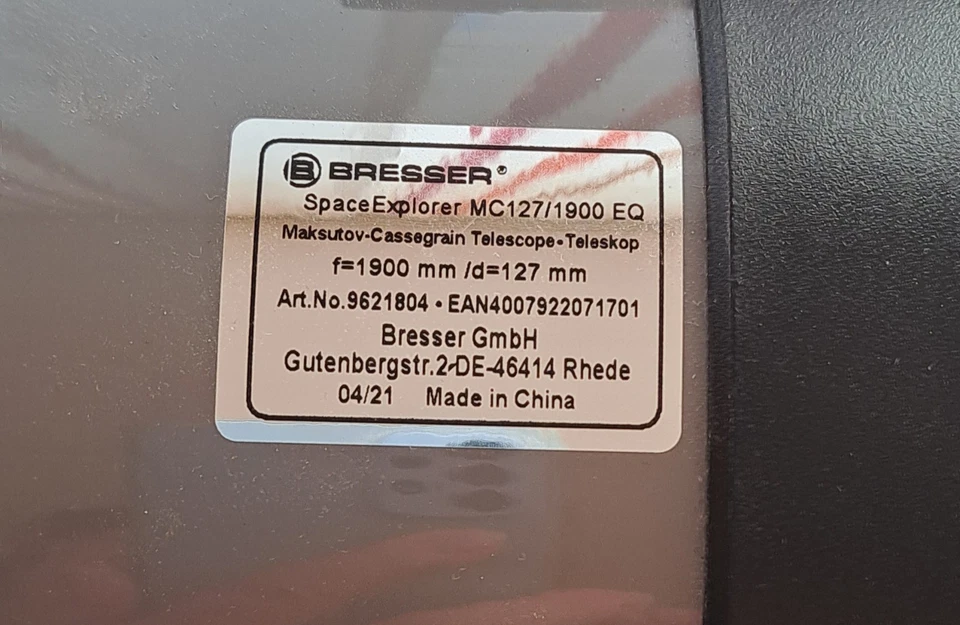 B BRESSER®
SpaceExplorer MC127/1900 EQ
Maksutov-Cassegrain Telescope•Teleskop
f=1900 mm /d=127 mm
Art.No.9621804 • EAN4007922071701
Bresser GmbH
Gutenbergstr.2-DE-46414 Rhede
04/21 Made in China